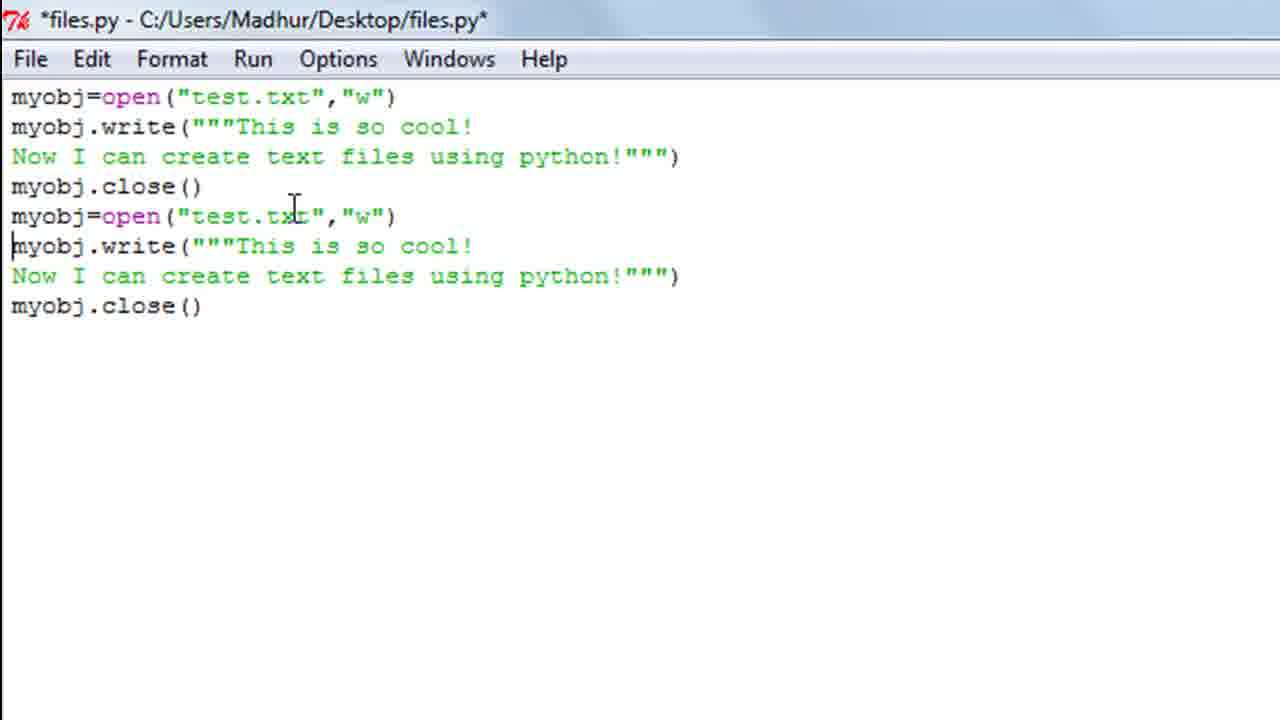 *files.py - C:/Users/Madhur/Desktop/files.py*
File Edit Format Run Options Windows Help
myobj=open("test.txt","w")
myobj.write("""This is so cool!
Now I can create text files using python!""")
myobj.close()
myobj=open("test.txt","w")
myobj.write("""This is so cool!
Now I can create text files using python!""")
myobj.close()